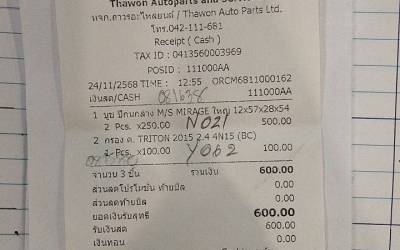 Thawon Autoparts and
หจก.ถาวรอะไหล่ยนต์ / Thawon Auto Parts Ltd.
โทร.042-111-681
Receipt ( Cash )
TAX ID : 0413560003969
POSID : 111000AA
24/11/2568 TIME : 12:55 ORCM6811000162
เงินสด/CASH 081638 111000AA
1 บูช ปีกนกล่าง M/S MIRAGE ใหญ่ 12x57x28x54
2 Pcs. x250.00 NO21 500.00
2 กรอง ด. TRITON 2015 2.4 4N15 (BC)
1 Pcs. x100.00 YO62 100.00
จำนวน 3 ชิ้น รวมเงิน 600.00
ส่วนลดโปรโมชั่น ท้ายบิล 0.00
ส่วนลดท้ายบิล 0.00
ยอดเงินรับสุทธิ 600.00
รับเงินสด 600.00
เงินทอน 0.00